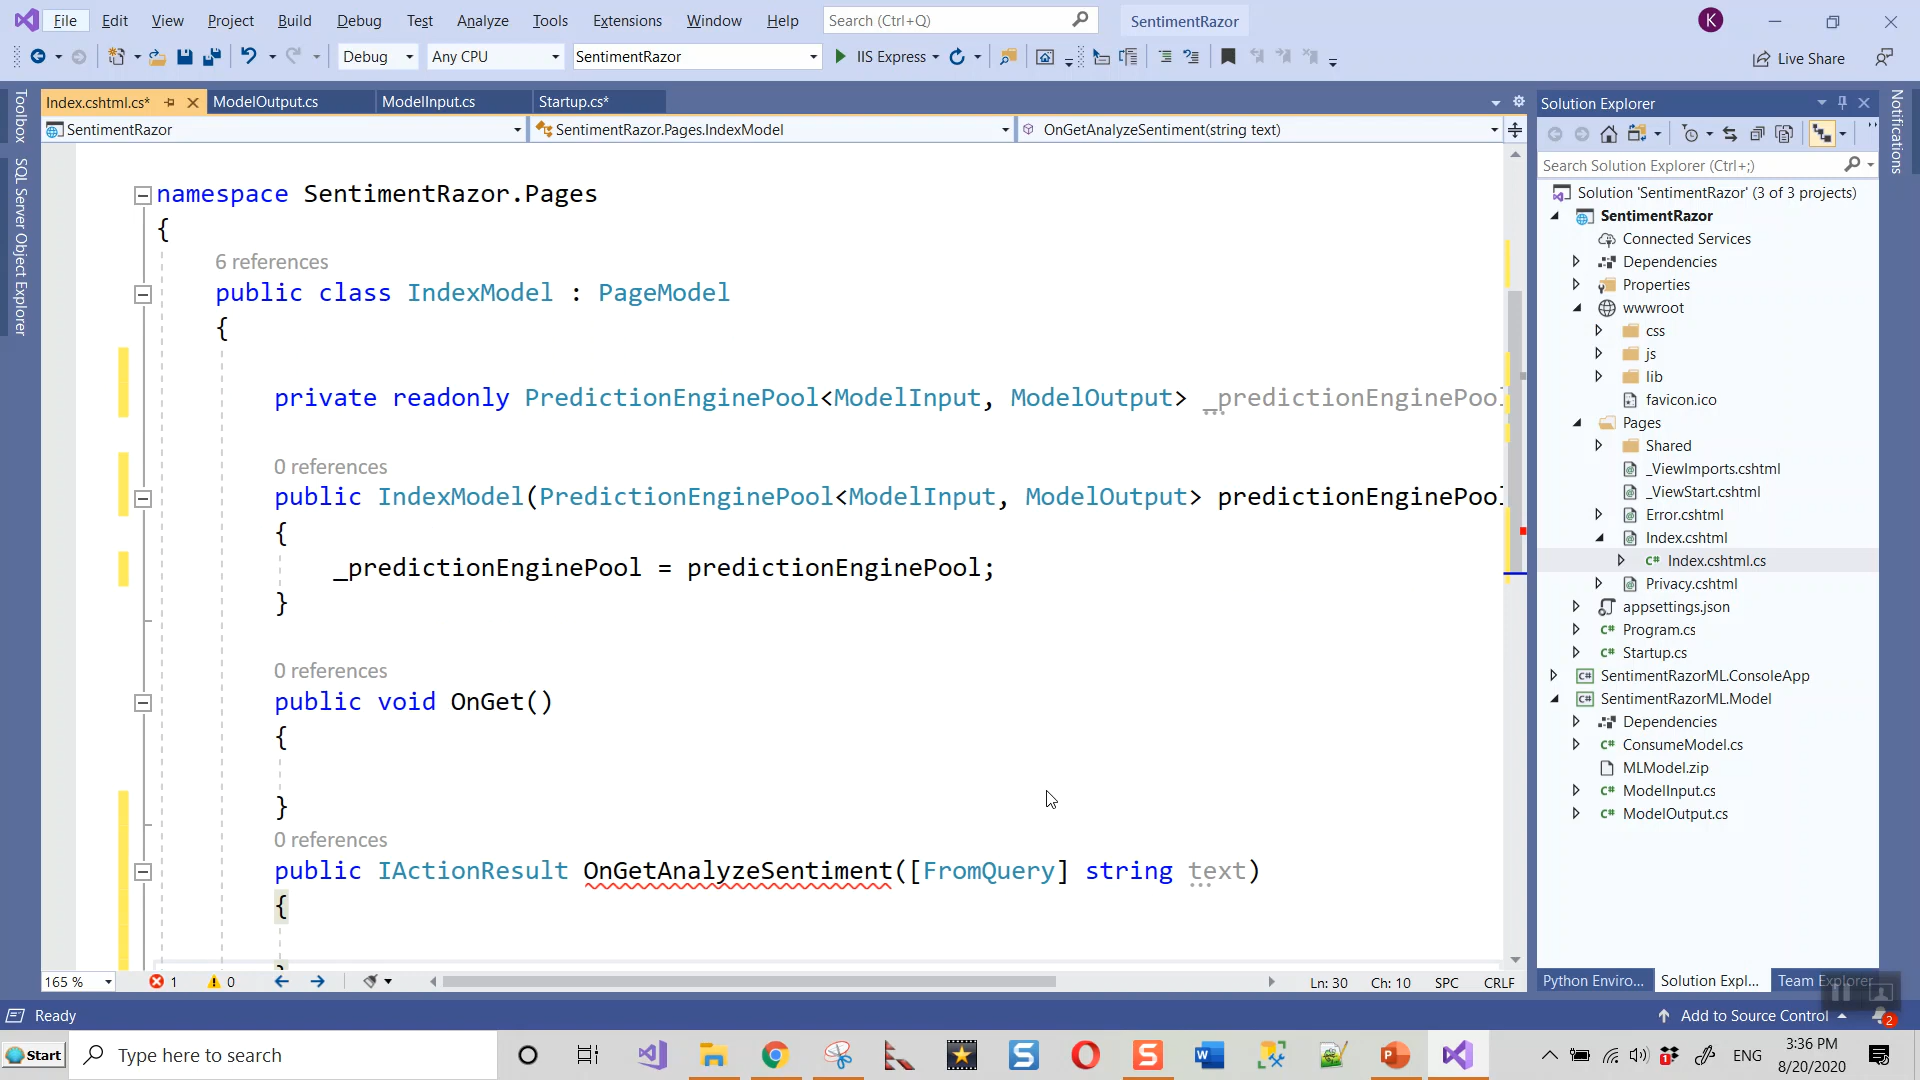 File Edit View Project Build Debug Test Analyze Tools Extensions Window Help Search (Ctrl+Q) SentimentRazor K
Debug Any CPU SentimentRazor IIS Express Live Share
Index.cshtml.cs* ModelOutput.cs ModelInput.cs Startup.cs*
SentimentRazor SentimentRazor.Pages.IndexModel OnGetAnalyzeSentiment(string text)
Toolbox
SQL Server Object Explorer
namespace SentimentRazor.Pages
{
6 references
public class IndexModel : PageModel
{
private readonly PredictionEnginePool<ModelInput, ModelOutput> _predictionEnginePool
0 references
public IndexModel(PredictionEnginePool<ModelInput, ModelOutput> predictionEnginePool
{
_predictionEnginePool = predictionEnginePool;
}
0 references
public void OnGet()
{
}
0 references
public IActionResult OnGetAnalyzeSentiment([FromQuery] string text)
{
}
165 % 1 0 Ln: 30 Ch: 10 SPC CRLF
Solution Explorer
Search Solution Explorer (Ctrl+;)
Solution 'SentimentRazor' (3 of 3 projects)
SentimentRazor
Connected Services
Dependencies
Properties
wwwroot
css
js
lib
favicon.ico
Pages
Shared
_ViewImports.cshtml
_ViewStart.cshtml
Error.cshtml
Index.cshtml
C# Index.cshtml.cs
Privacy.cshtml
appsettings.json
C# Program.cs
C# Startup.cs
C# SentimentRazorML.ConsoleApp
C# SentimentRazorML.Model
Dependencies
C# ConsumeModel.cs
MLModel.zip
C# ModelInput.cs
C# ModelOutput.cs
Python Enviro... Solution Expl... Team Explorer
Notifications
Ready Add to Source Control 2
Start Type here to search ENG 3:36 PM
8/20/2020